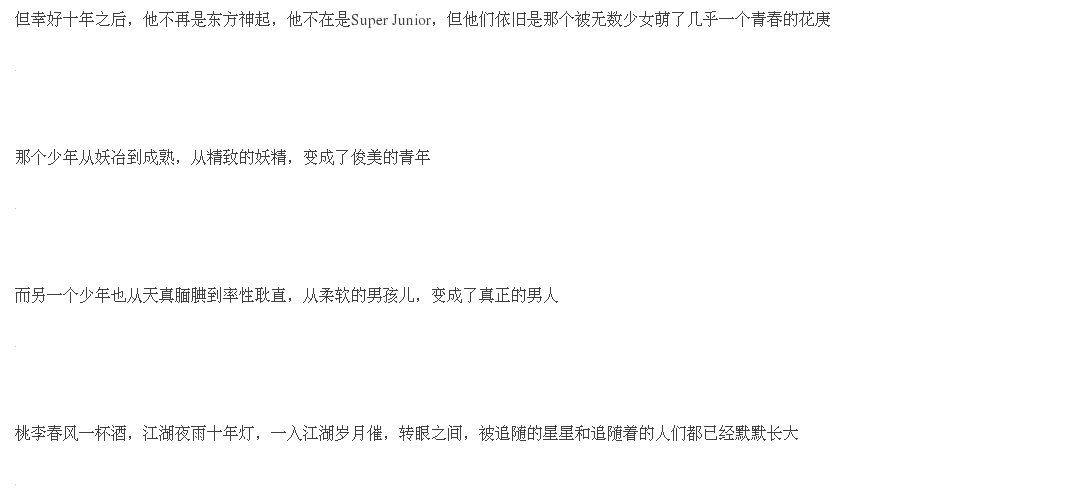 但幸好十年之后，他不再是东方神起，他不在是Super Junior，但他们依旧是那个被无数少女萌了几乎一个青春的花庚
那个少年从妖冶到成熟，从精致的妖精，变成了俊美的青年
而另一个少年也从天真腼腆到率性耿直，从柔软的男孩儿，变成了真正的男人
桃李春风一杯酒，江湖夜雨十年灯，一入江湖岁月催，转眼之间，被追随的星星和追随着的人们都已经默默长大